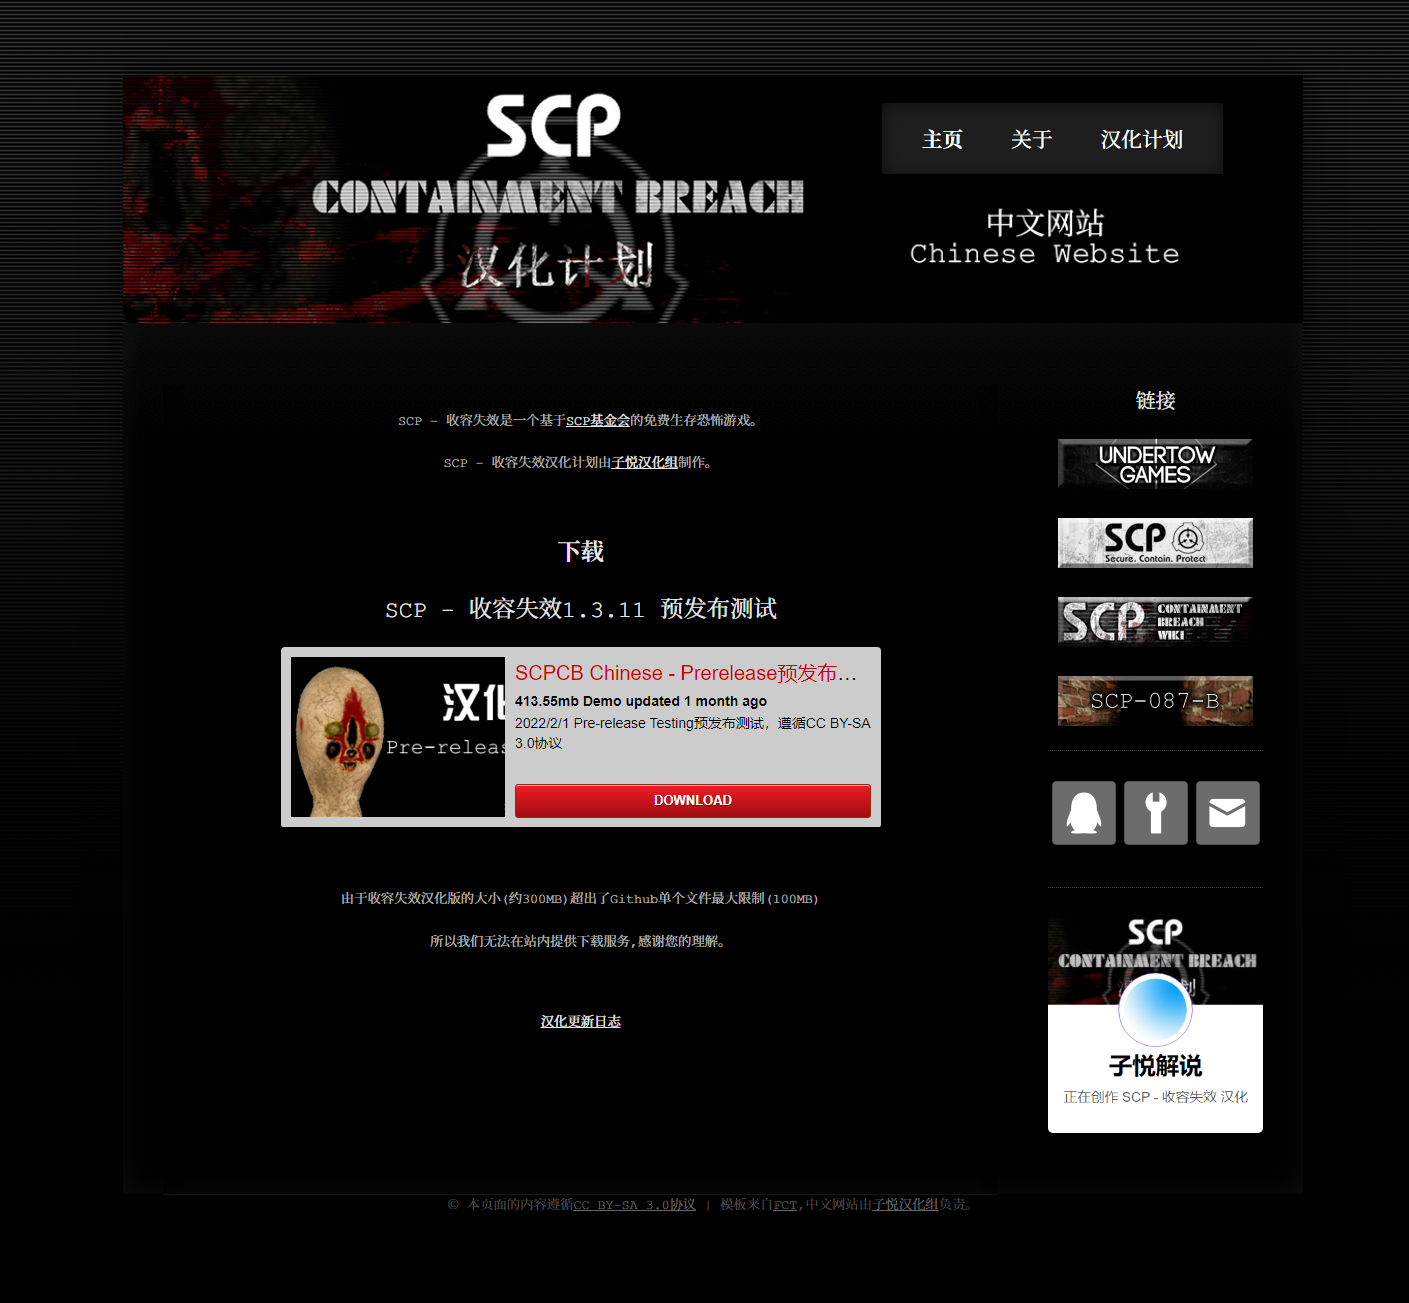 SCP
CONTAINMENT BREACH
汉化计划
主页 关于 汉化计划
中文网站
Chinese Website
SCP - 收容失效是一个基于SCP基金会的免费生存恐怖游戏。
SCP - 收容失效汉化计划由子悦汉化组制作。
下载
SCP - 收容失效1.3.11 预发布测试
汉化
Pre-releas
SCPCB Chinese - Prerelease预发布…
413.55mb Demo updated 1 month ago
2022/2/1 Pre-release Testing预发布测试，遵循CC BY-SA
3.0协议
DOWNLOAD
由于收容失效汉化版的大小(约300MB)超出了Github单个文件最大限制(100MB)
所以我们无法在站内提供下载服务,感谢您的理解。
汉化更新日志
链接
UNDERTOW
GAMES
SCP
Secure. Contain. Protect
SCP
CONTAINMENT
BREACH
WIKI
SCP-087-B
SCP
CONTAINMENT BREACH
子悦解说
正在创作 SCP - 收容失效 汉化
© 本页面的内容遵循CC BY-SA 3.0协议 | 模板来自FCT,中文网站由子悦汉化组负责。